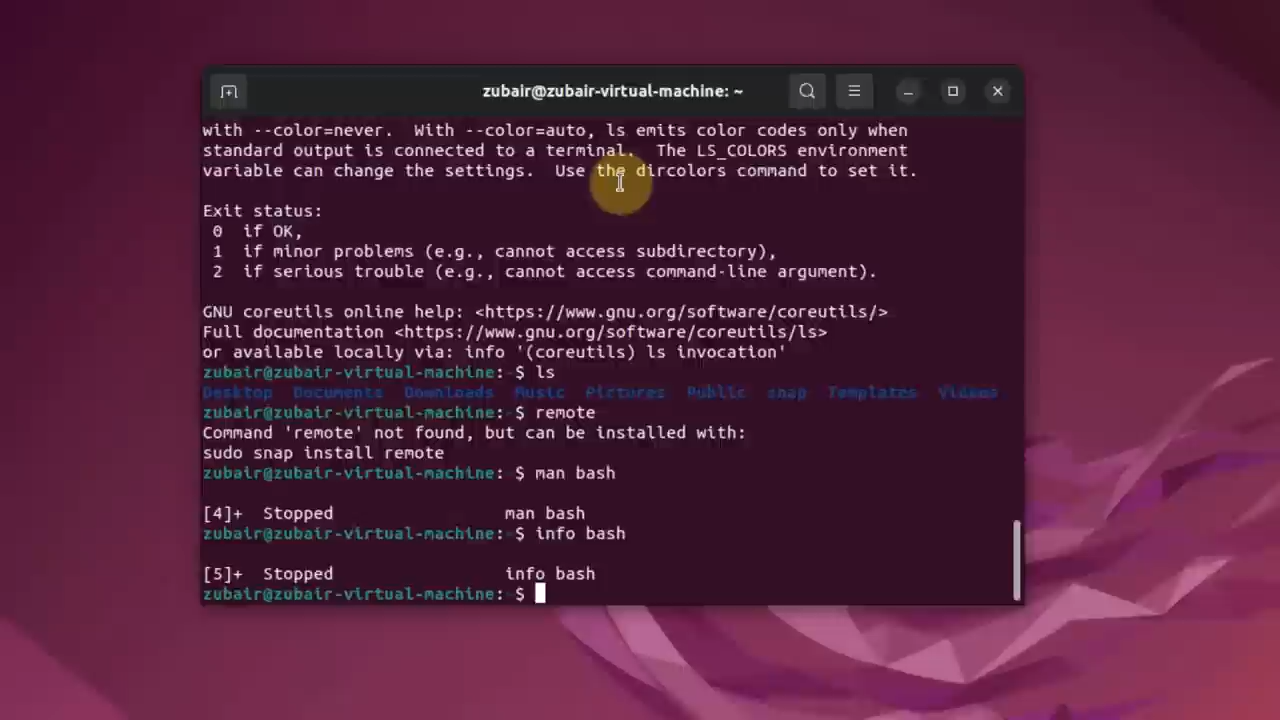 zubair@zubair-virtual-machine: ~
with --color=never.  With --color=auto, ls emits color codes only when
standard output is connected to a terminal.  The LS_COLORS environment
variable can change the settings.  Use the dircolors command to set it.
Exit status:
 0  if OK,
 1  if minor problems (e.g., cannot access subdirectory),
 2  if serious trouble (e.g., cannot access command-line argument).
GNU coreutils online help: <https://www.gnu.org/software/coreutils/>
Full documentation <https://www.gnu.org/software/coreutils/ls>
or available locally via: info '(coreutils) ls invocation'
zubair@zubair-virtual-machine:~$ ls
Desktop  Documents  Downloads  Music  Pictures  Public  snap  Templates  Videos
zubair@zubair-virtual-machine:~$ remote
Command 'remote' not found, but can be installed with:
sudo snap install remote
zubair@zubair-virtual-machine:~$ man bash
[4]+  Stopped                 man bash
zubair@zubair-virtual-machine:~$ info bash
[5]+  Stopped                 info bash
zubair@zubair-virtual-machine:~$